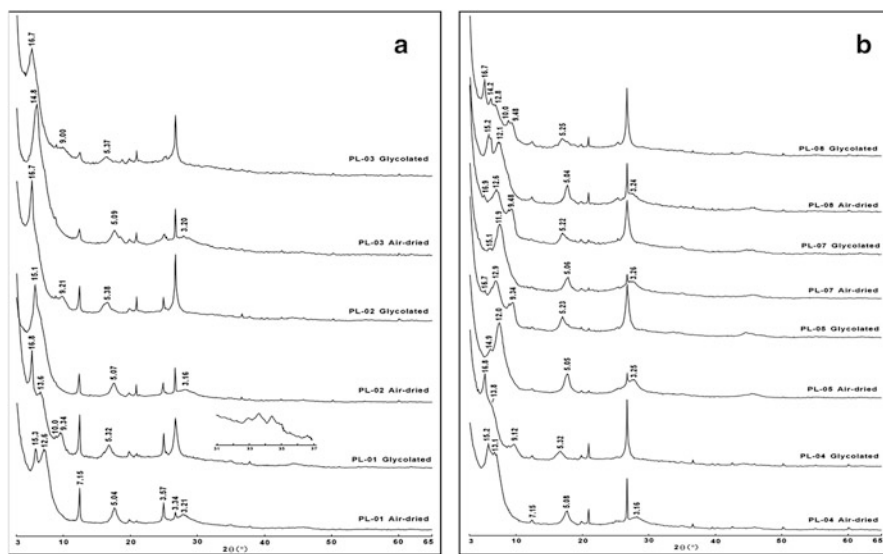 a
16.7
9.00
5.37
PL-03 Glycolated
14.8
5.09
3.20
PL-03 Air-dried
16.7
9.21
5.38
PL-02 Glycolated
15.1
5.07
3.16
PL-02 Air-dried
16.8
13.6
10.0
9.34
5.32
31 33 35 37
PL-01 Glycolated
15.3
12.6
7.15
5.04
3.57
3.34
3.21
PL-01 Air-dried
3 10 20 30 40 50 60 65
2Θ(°)
b
16.7
14.2
12.8
10.0
9.48
5.25
PL-08 Glycolated
15.2
12.1
5.04
3.24
PL-08 Air-dried
16.9
12.6
9.48
5.22
PL-07 Glycolated
15.1
11.9
5.06
3.26
PL-07 Air-dried
16.7
12.9
9.34
5.23
Glycolated
14.9
12.0
5.05
3.25
PL-05 Air-dried
16.8
13.8
9.12
5.32
PL-04 Glycolated
15.2
13.1
7.15
5.08
3.16
PL-04 Air-dried
3 10 20 30 40 50 60 65
2Θ(°)